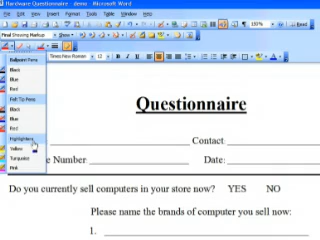 Hardware Questionnaire demo - Microsoft Word
File Edit View Insert Format Tools Table Window Help
150%
Final Showing Markup Show
Times New Roman 12
Ballpoint Pens
Black
Blue
Red
Felt Tip Pens
Black
Blue
Red
Highlighters
Yellow
Turquoise
Pink
Questionnaire
Contact:
e Number Date:
Do you currently sell computers in your store now? YES NO
Please name the brands of computer you sell now:
1.